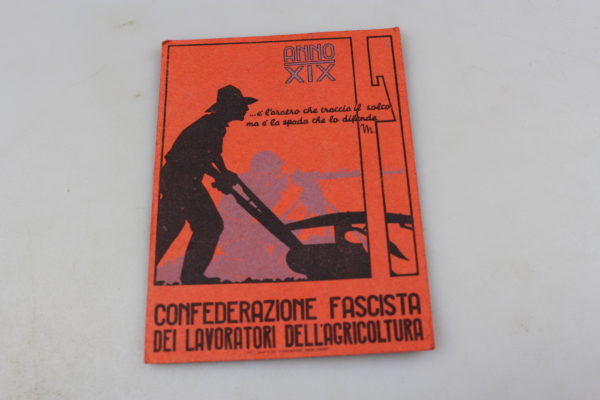 ANNO
XIX
...è l'aratro che traccia il solco
ma è la spada che lo difende
M.
CONFEDERAZIONE FASCISTA
DEI LAVORATORI DELL'AGRICOLTURA